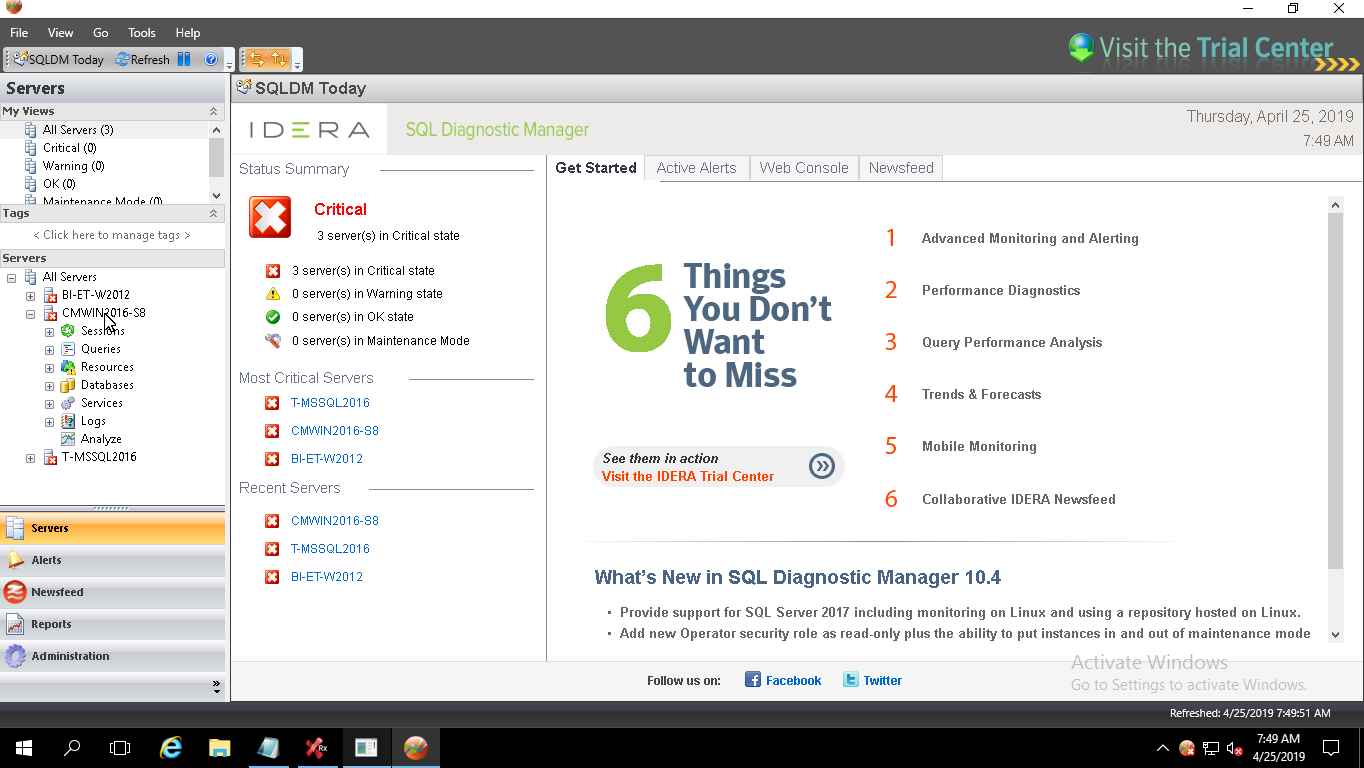 File View Go Tools Help
SQLDM Today Refresh
Visit the Trial Center
Servers
SQLDM Today
My Views
All Servers (3)
Critical (0)
Warning (0)
OK (0)
Maintenance Mode (0)
Tags
< Click here to manage tags >
Servers
All Servers
BI-ET-W2012
CMWIN2016-S8
Sessions
Queries
Resources
Databases
Services
Logs
Analyze
T-MSSQL2016
Servers
Alerts
Newsfeed
Reports
Administration
IDERA
SQL Diagnostic Manager
Thursday, April 25, 2019
7:49 AM
Status Summary
Critical
3 server(s) in Critical state
3 server(s) in Critical state
0 server(s) in Warning state
0 server(s) in OK state
0 server(s) in Maintenance Mode
Most Critical Servers
T-MSSQL2016
CMWIN2016-S8
BI-ET-W2012
Recent Servers
CMWIN2016-S8
T-MSSQL2016
BI-ET-W2012
Get Started Active Alerts Web Console Newsfeed
6 Things
You Don't
Want
to Miss
See them in action
Visit the IDERA Trial Center
1 Advanced Monitoring and Alerting
2 Performance Diagnostics
3 Query Performance Analysis
4 Trends & Forecasts
5 Mobile Monitoring
6 Collaborative IDERA Newsfeed
What's New in SQL Diagnostic Manager 10.4
• Provide support for SQL Server 2017 including monitoring on Linux and using a repository hosted on Linux.
• Add new Operator security role as read-only plus the ability to put instances in and out of maintenance mode
Activate Windows
Go to Settings to activate Windows.
Follow us on: Facebook Twitter
Refreshed: 4/25/2019 7:49:51 AM
Rx
7:49 AM
4/25/2019